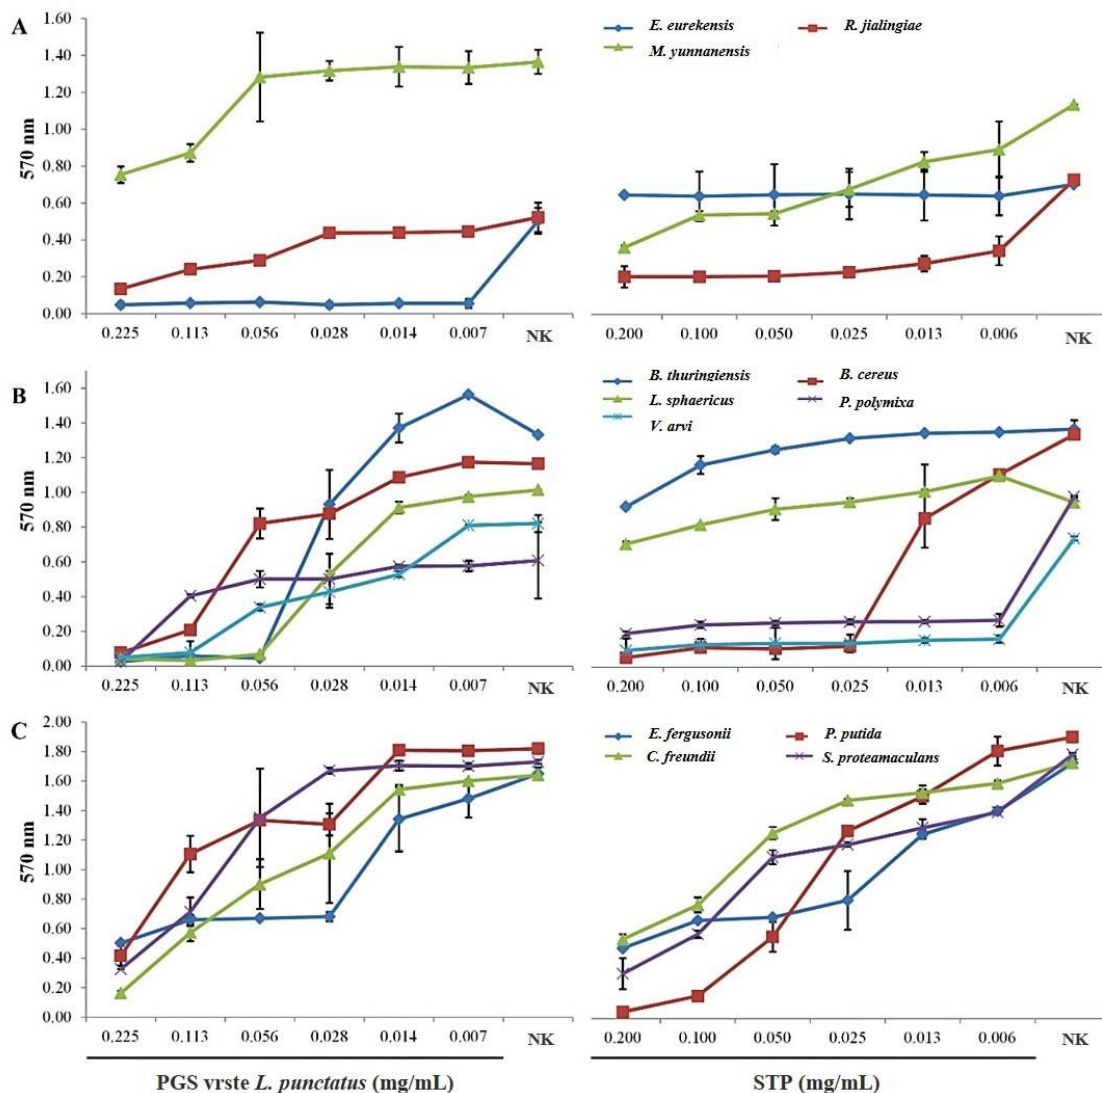 A
1.60
1.40
1.20
1.00
0.80
0.60
0.40
0.20
0.00
570 nm
0.225 0.113 0.056 0.028 0.014 0.007 NK
E. eurekensis R. jialingiae
M. yunnanensis
0.200 0.100 0.050 0.025 0.013 0.006 NK
B
1.60
1.40
1.20
1.00
0.80
0.60
0.40
0.20
0.00
570 nm
0.225 0.113 0.056 0.028 0.014 0.007 NK
B. thuringiensis B. cereus
L. sphaericus P. polymixa
V. arvi
0.200 0.100 0.050 0.025 0.013 0.006 NK
C
2.00
1.80
1.60
1.40
1.20
1.00
0.80
0.60
0.40
0.20
0.00
570 nm
0.225 0.113 0.056 0.028 0.014 0.007 NK
E. fergusonii P. putida
C. freundii S. proteamaculans
0.200 0.100 0.050 0.025 0.013 0.006 NK
PGS vrste L. punctatus (mg/mL)
STP (mg/mL)